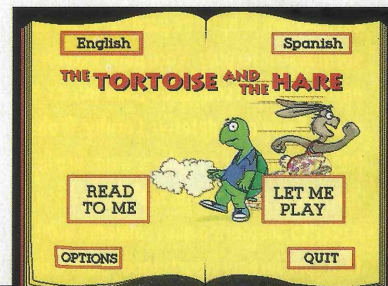 English
Spanish
THE TORTOISE AND THE HARE
READ
TO ME
LET ME
PLAY
OPTIONS
QUIT